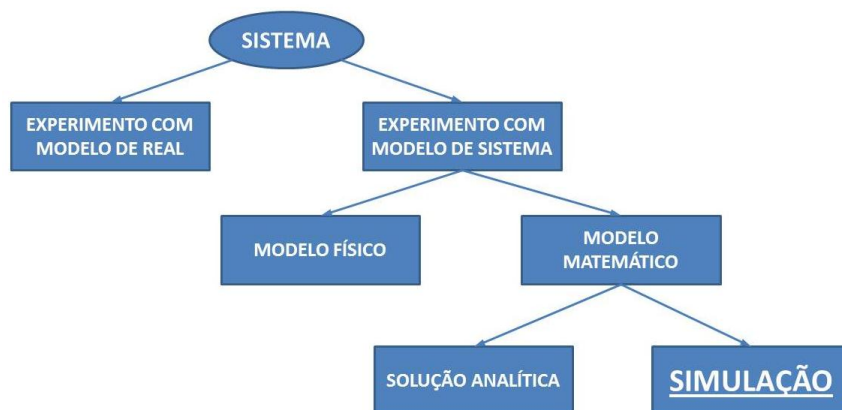 SISTEMA
EXPERIMENTO COM
MODELO DE REAL
EXPERIMENTO COM
MODELO DE SISTEMA
MODELO FÍSICO
MODELO
MATEMÁTICO
SOLUÇÃO ANALÍTICA
SIMULAÇÃO